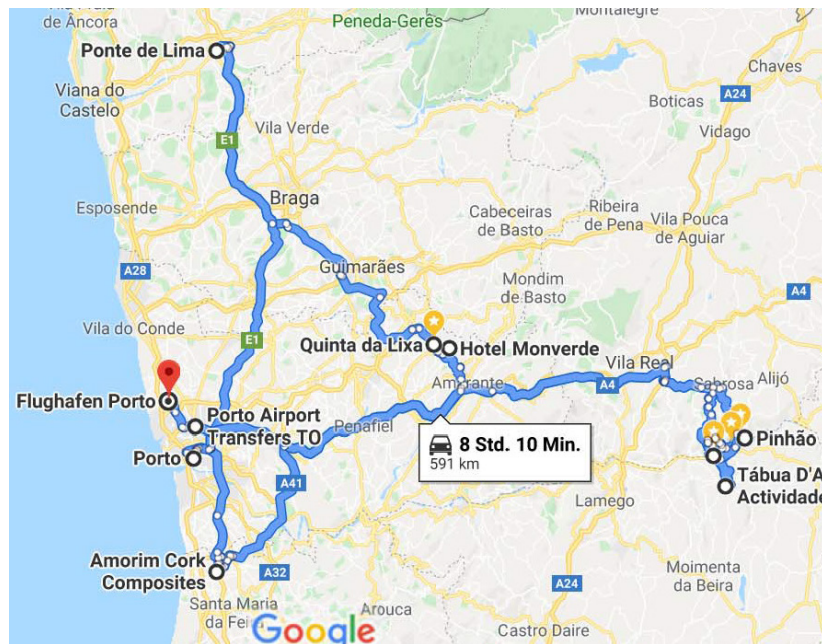 de Âncora
Peneda-Gerês
Montalegre
Ponte de Lima
Chaves
A24
Viana do
Castelo
Boticas
Vidago
Vila Verde
E1
Braga
Esposende
Cabeceiras
de Basto
Ribeira
de Pena
Vila Pouca
de Aguiar
A28
Guimarães
Mondim
de Basto
A4
Vila do Conde
E1
Quinta da Lixa
Hotel Monverde
Vila Real
Amarante
A4
Sabrosa
Alijó
Flughafen Porto
Porto Airport
Transfers TO
Penafiel
8 Std. 10 Min.
591 km
Pinhão
Porto
Tábua D'A
Actividade
A41
Lamego
Amorim Cork
Composites
A32
Moimenta
da Beira
A24
Santa Maria
da Feira
Arouca
Google
Castro Daire